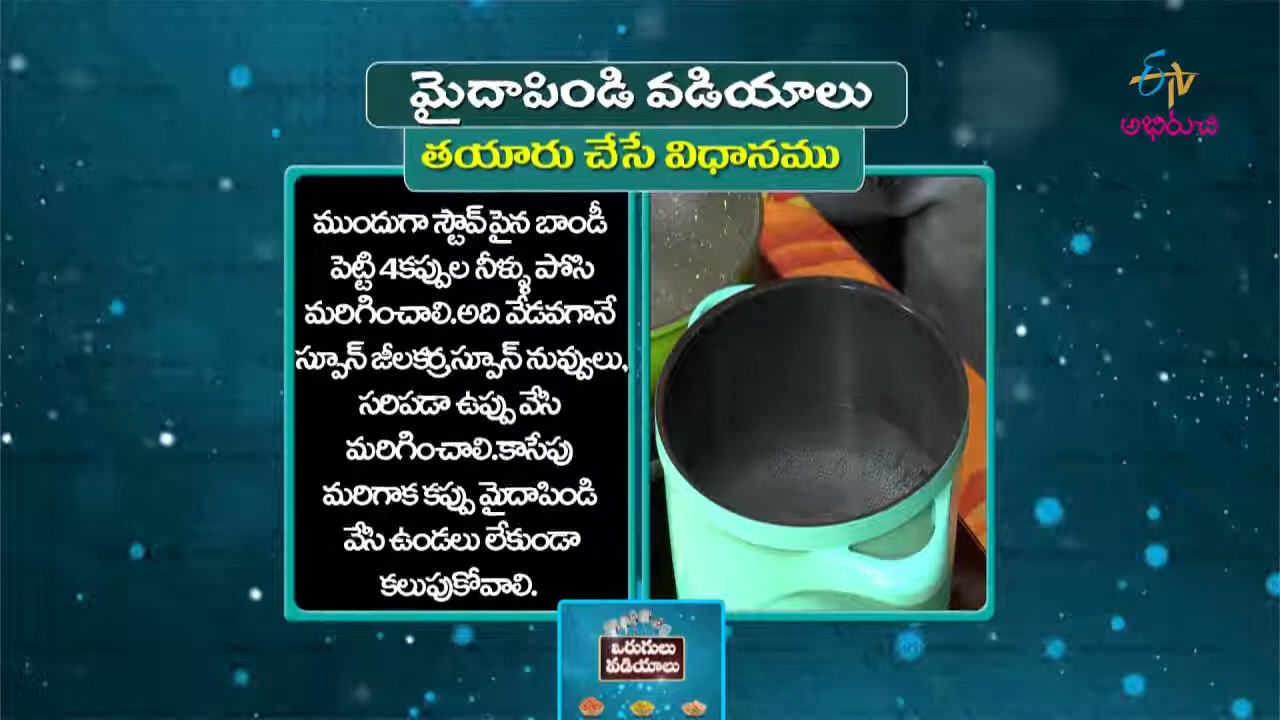 మైదాపిండి వడియాలు
తయారు చేసే విధానము
ETV
అభిరుచి
ముందుగా స్టౌవ్ పైన బాండీ
పెట్టి 4కప్పుల నీళ్ళు పోసి
మరిగించాలి.అది వేడవగానే
స్పూన్ జీలకర్ర,స్పూన్ నువ్వులు,
సరిపడా ఉప్పు వేసి
మరిగించాలి.కాసేపు
మరిగాక కప్పు మైదాపిండి
వేసి ఉండలు లేకుండా
కలుపుకోవాలి.
ఒరుగులు
వడియాలు